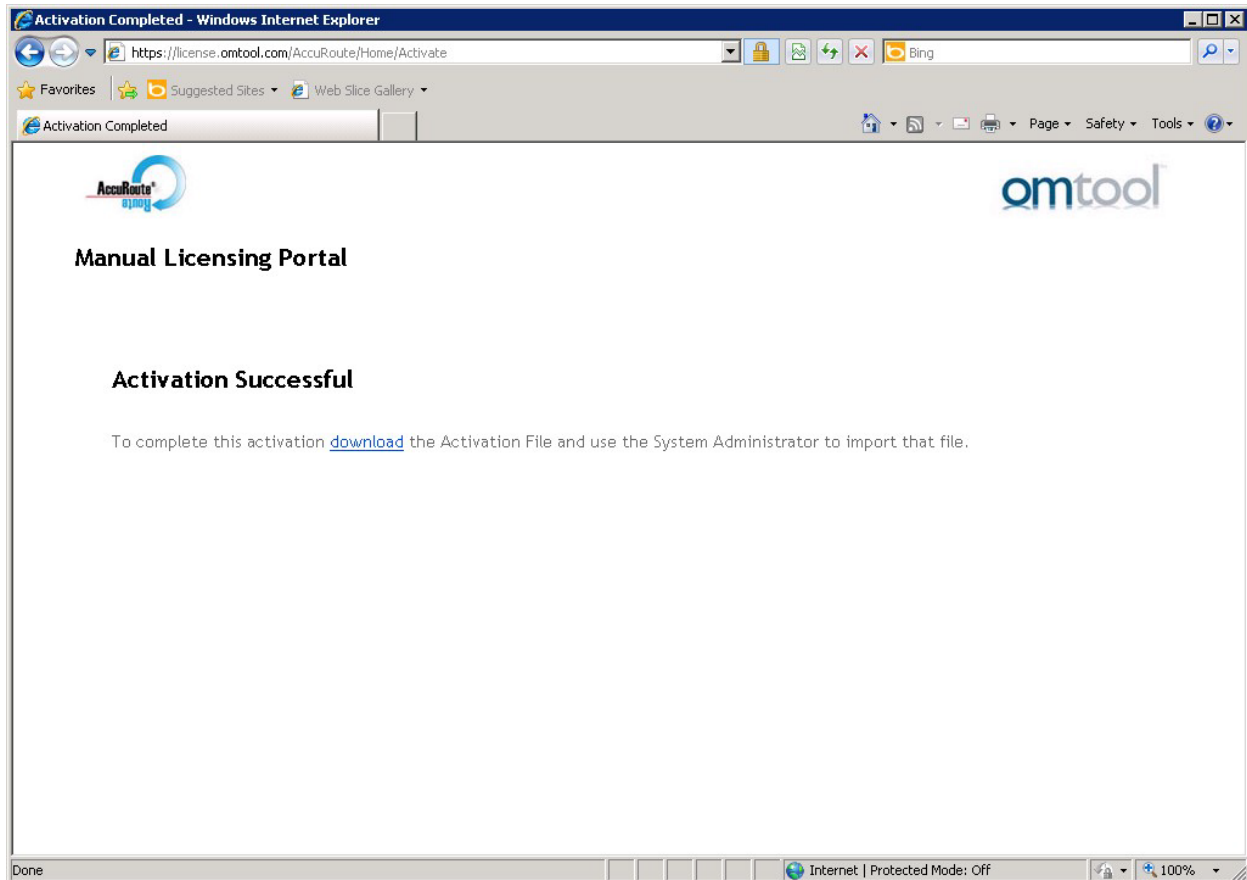 Activation Completed - Windows Internet Explorer
https://license.omtool.com/AccuRoute/Home/Activate
Bing
Favorites
Suggested Sites
Web Slice Gallery
Activation Completed
Page
Safety
Tools
AccuRoute®
Route
omtool™
Manual Licensing Portal
Activation Successful
To complete this activation download the Activation File and use the System Administrator to import that file.
Done
Internet | Protected Mode: Off
100%